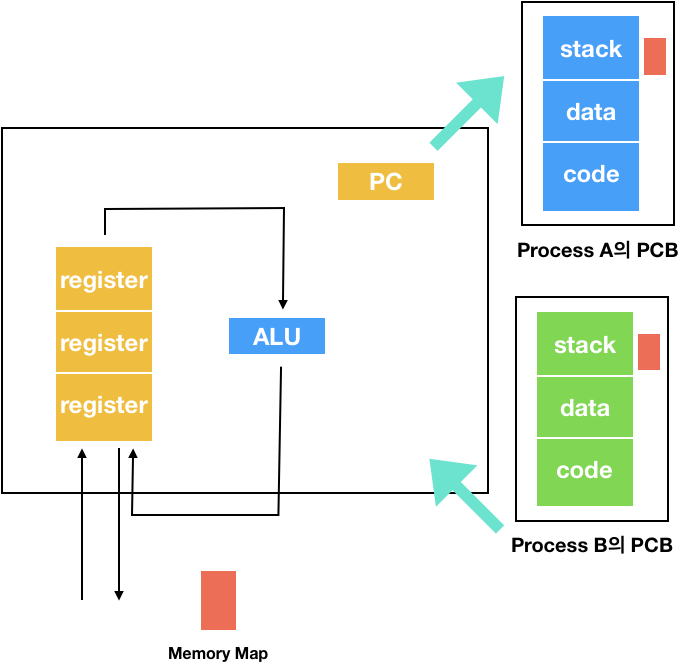 stack
data
code
Process A의 PCB
PC
register
register
register
ALU
stack
data
code
Process B의 PCB
Memory Map